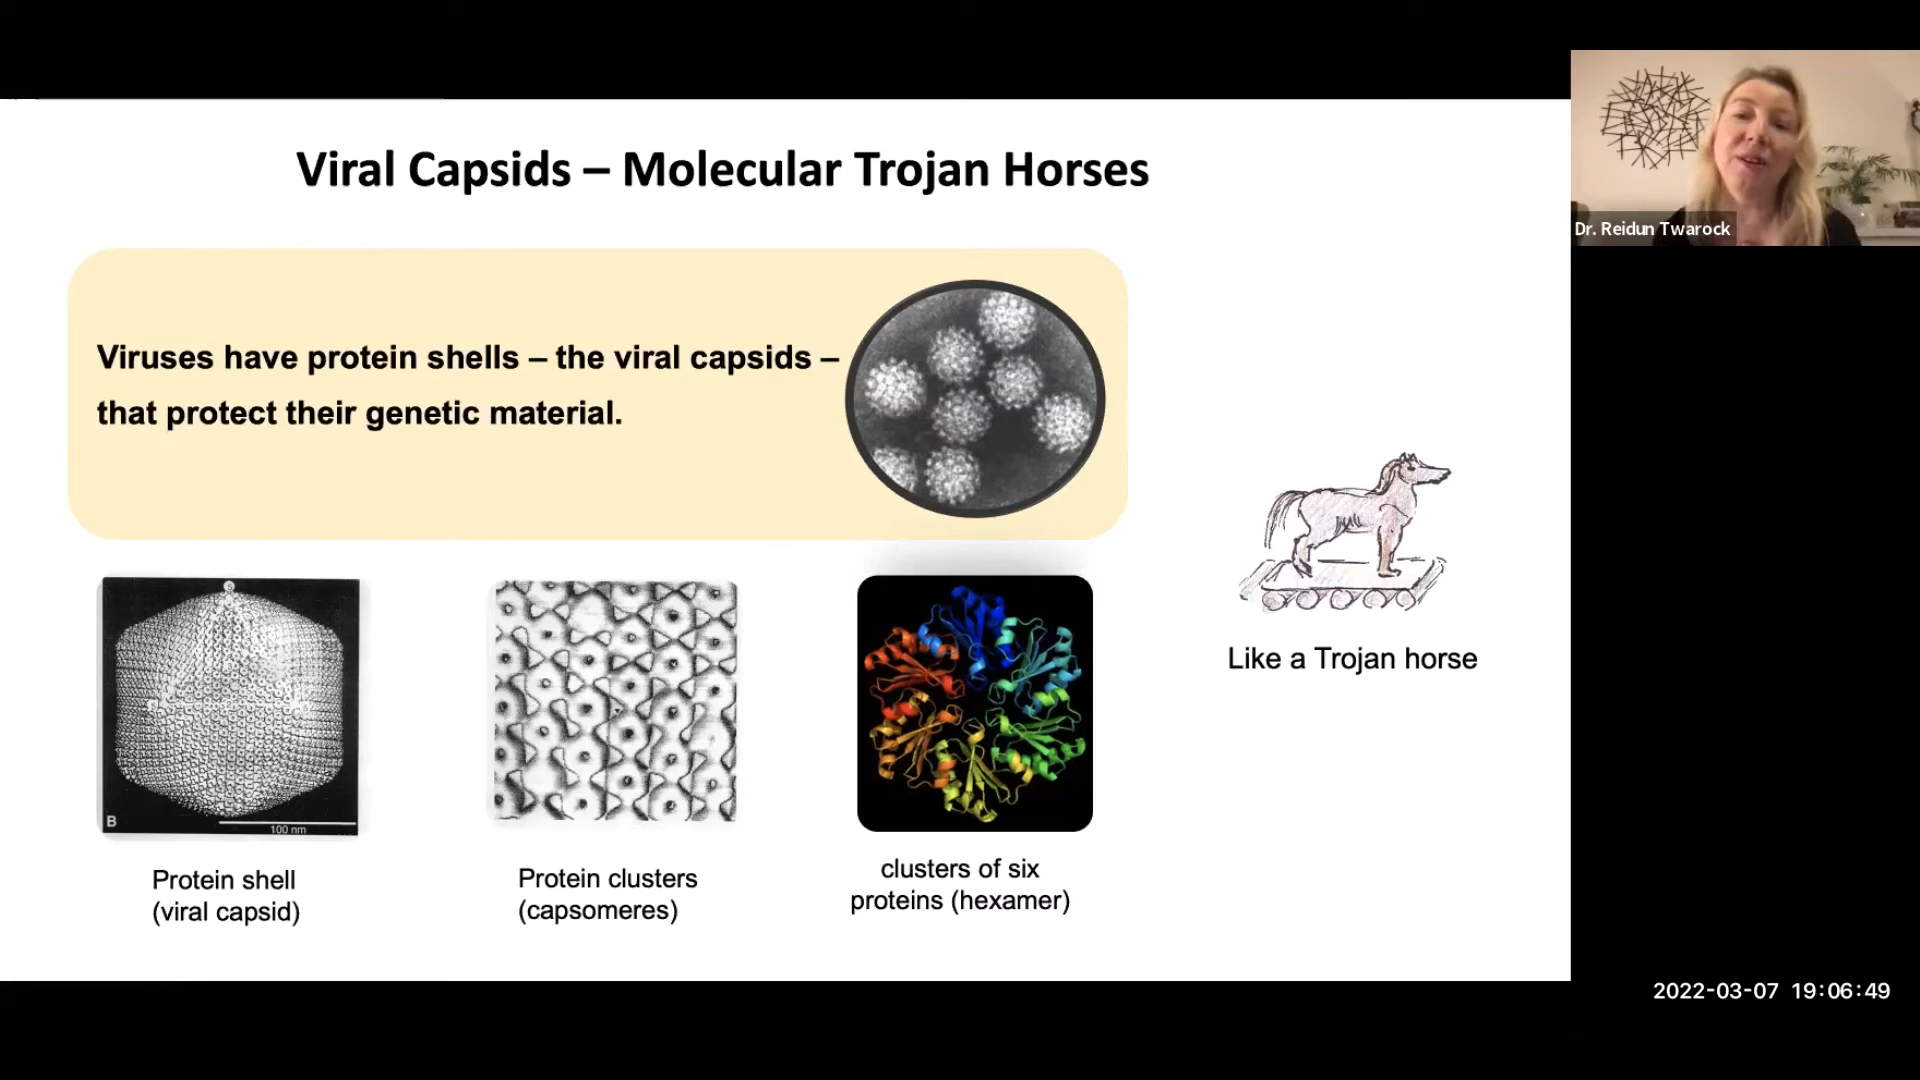 Viral Capsids – Molecular Trojan Horses
Dr. Reidun Twarock
Viruses have protein shells – the viral capsids –
that protect their genetic material.
B
100 nm
Protein shell
(viral capsid)
Protein clusters
(capsomeres)
clusters of six
proteins (hexamer)
Like a Trojan horse
2022-03-07 19:06:49